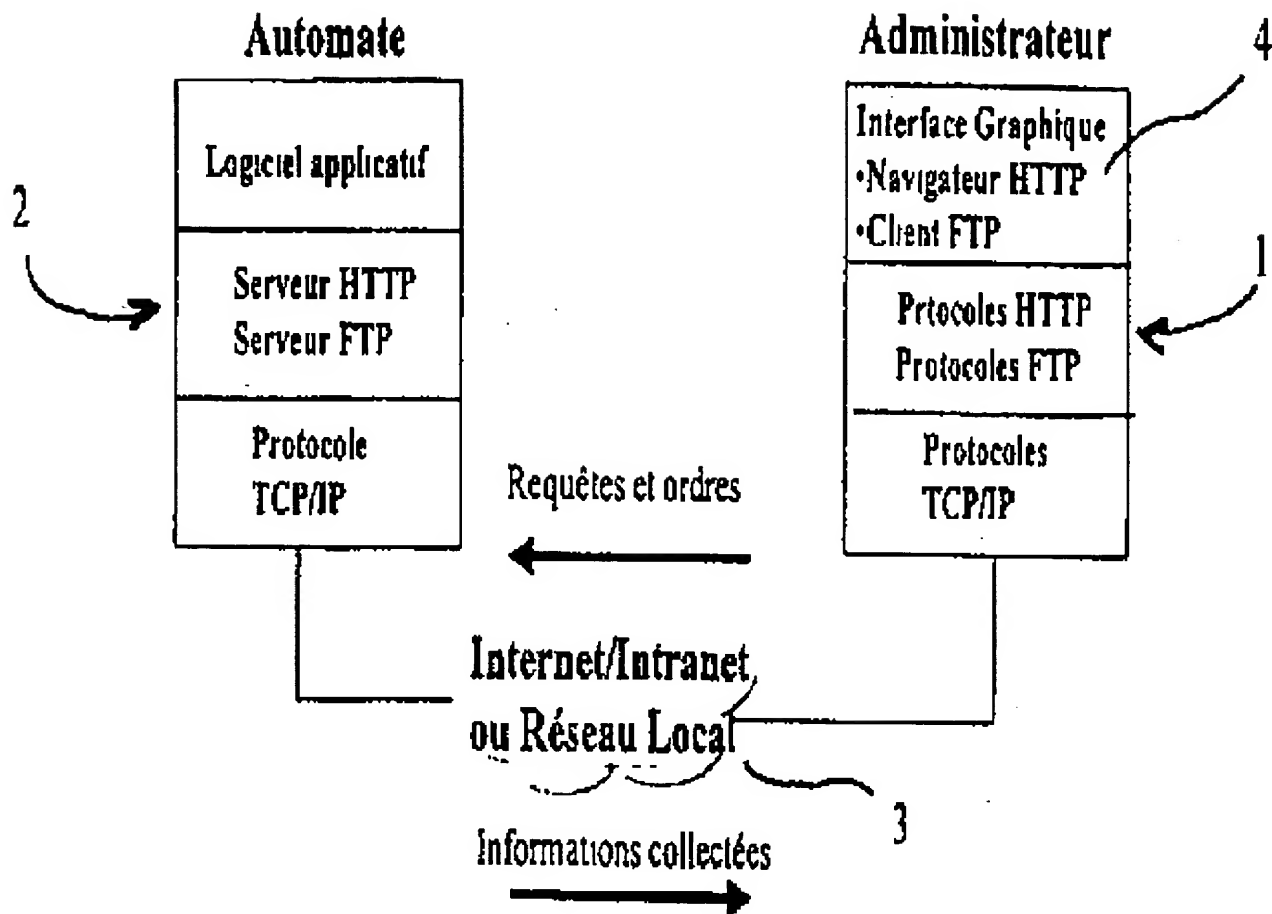 Automate
Administrateur
4
Logiciel applicatif
Interface Graphique
•Navigateur HTTP
•Client FTP
2
1
Serveur HTTP
Serveur FTP
Prtocoles HTTP
Protocoles FTP
Protocole
TCP/IP
Protocoles
TCP/IP
Requêtes et ordres
Internet/Intranet
ou Réseau Local
3
Informations collectées